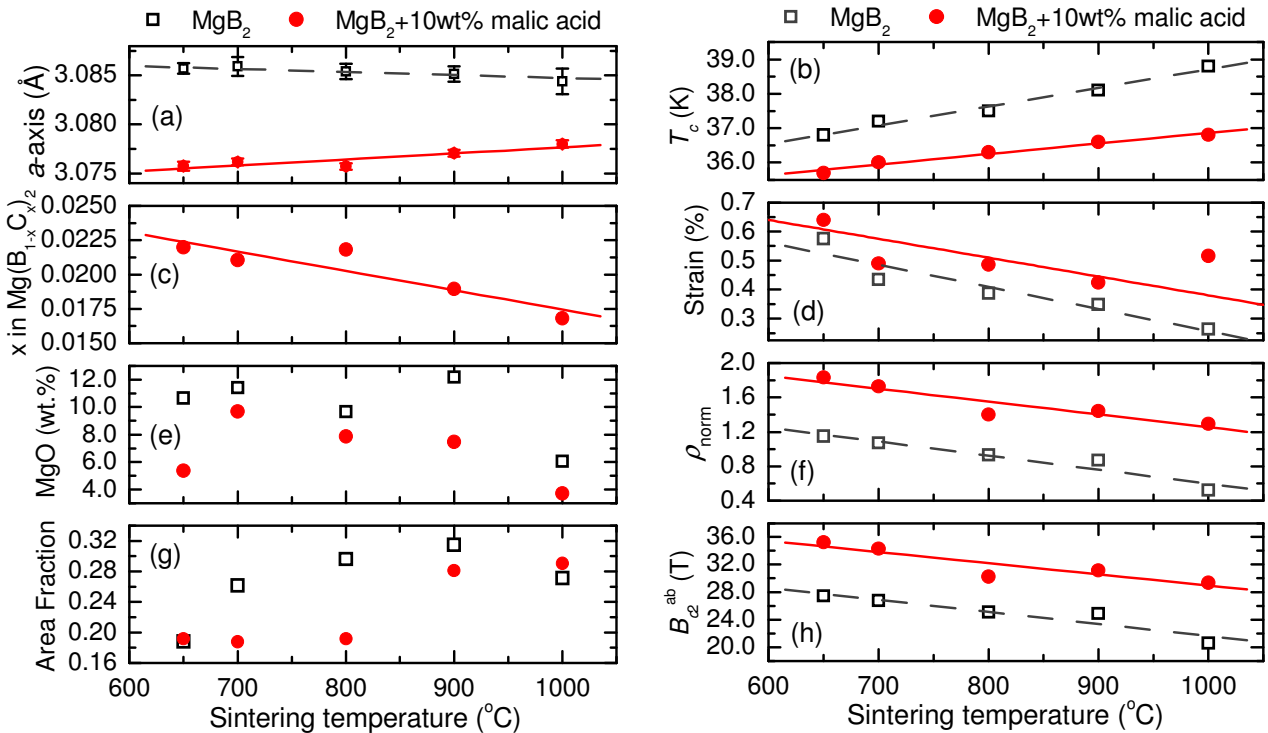 MgB2 MgB2+10wt% malic acid
3.085
3.080
3.075
a-axis (Å)
(a)
0.0250
0.0225
0.0200
0.0175
0.0150
x in Mg(B1-xCx)2
(c)
12.0
10.0
8.0
6.0
4.0
MgO (wt.%)
(e)
0.32
0.28
0.24
0.20
0.16
Area Fraction
(g)
600 700 800 900 1000
Sintering temperature (oC)
MgB2 MgB2+10wt% malic acid
39.0
38.0
37.0
36.0
Tc (K)
(b)
0.7
0.6
0.5
0.4
0.3
Strain (%)
(d)
2.0
1.6
1.2
0.8
0.4
ρnorm
(f)
36.0
32.0
28.0
24.0
20.0
Bc2ab (T)
(h)
600 700 800 900 1000
Sintering temperature (oC)